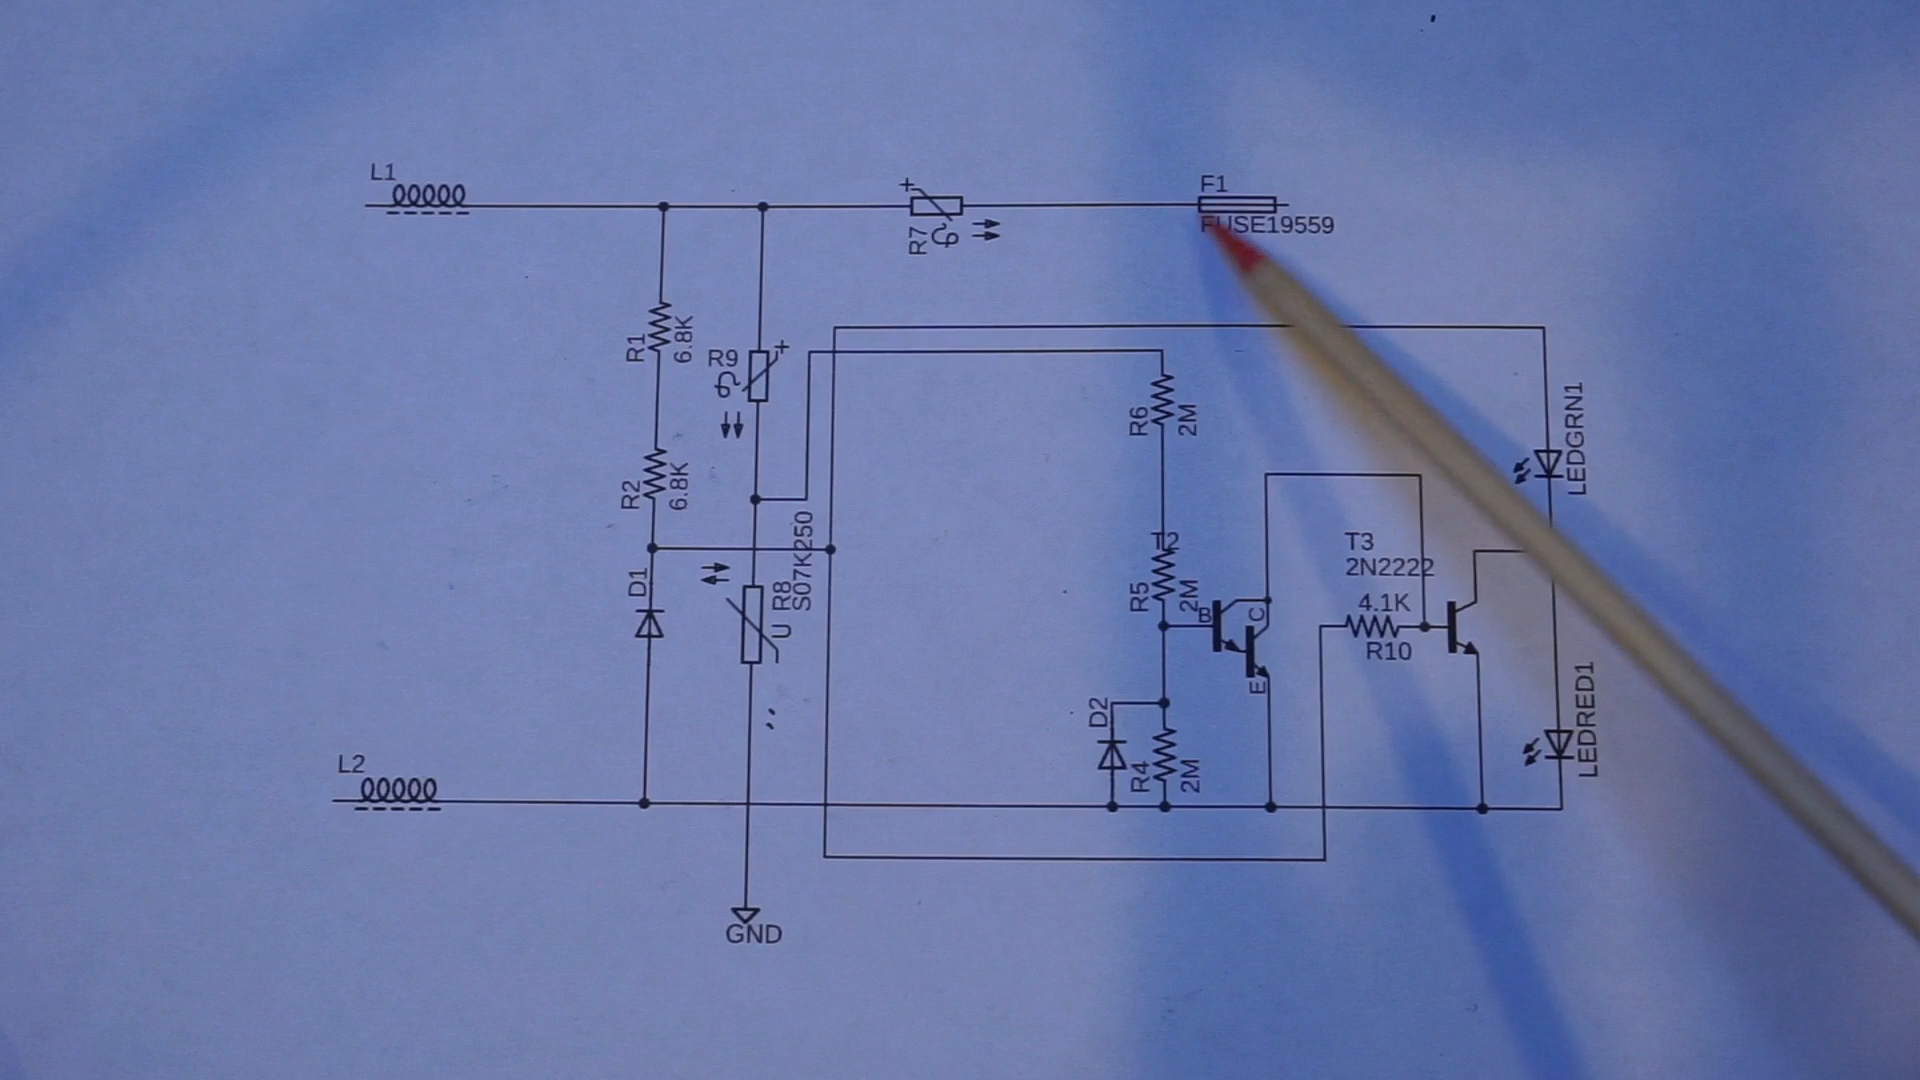 L1
F1
FUSE19559
+
R7
R1
6.8K
R9
+
R6
2M
LEDGRN1
R2
6.8K
S07K250
R8
U
D1
T2
R5
2M
B
C
E
T3
2N2222
4.1K
R10
D2
R4
2M
LEDRED1
L2
GND